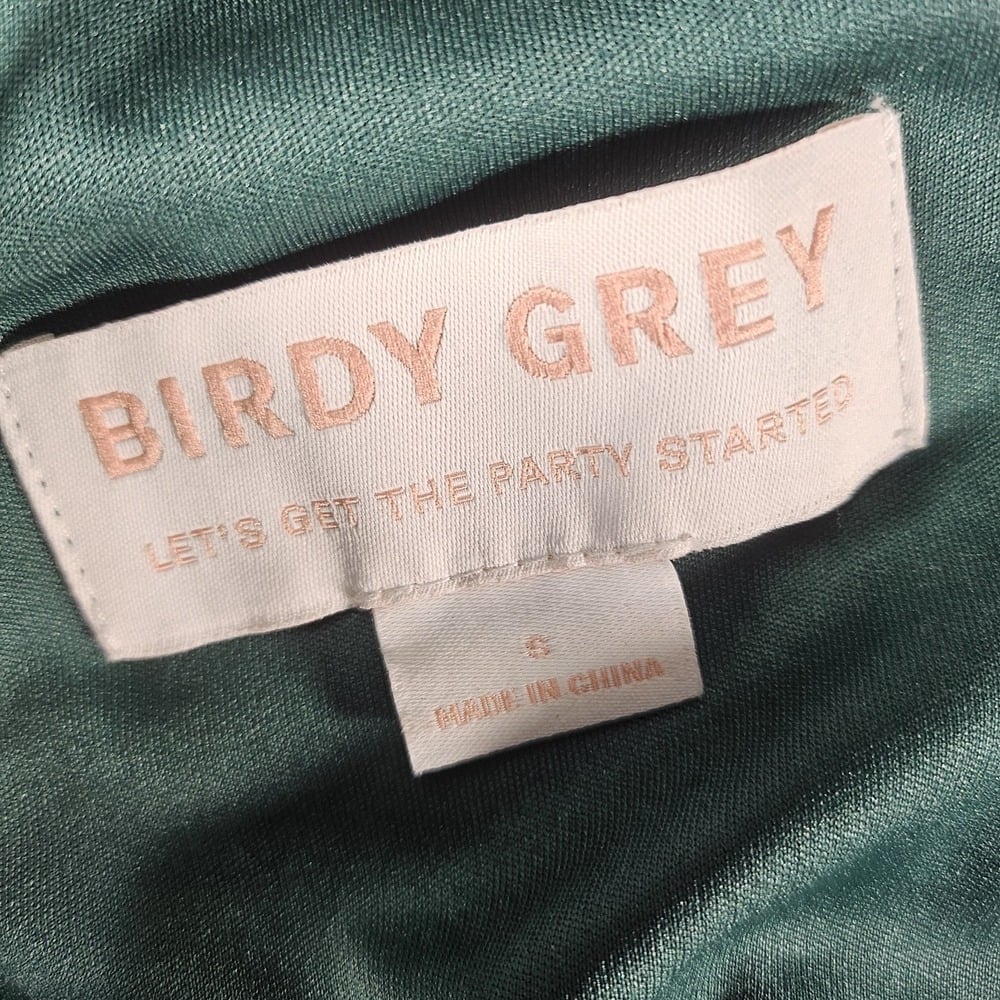 BIRDY GREY
LET'S GET THE PARTY STARTED
S
MADE IN CHINA